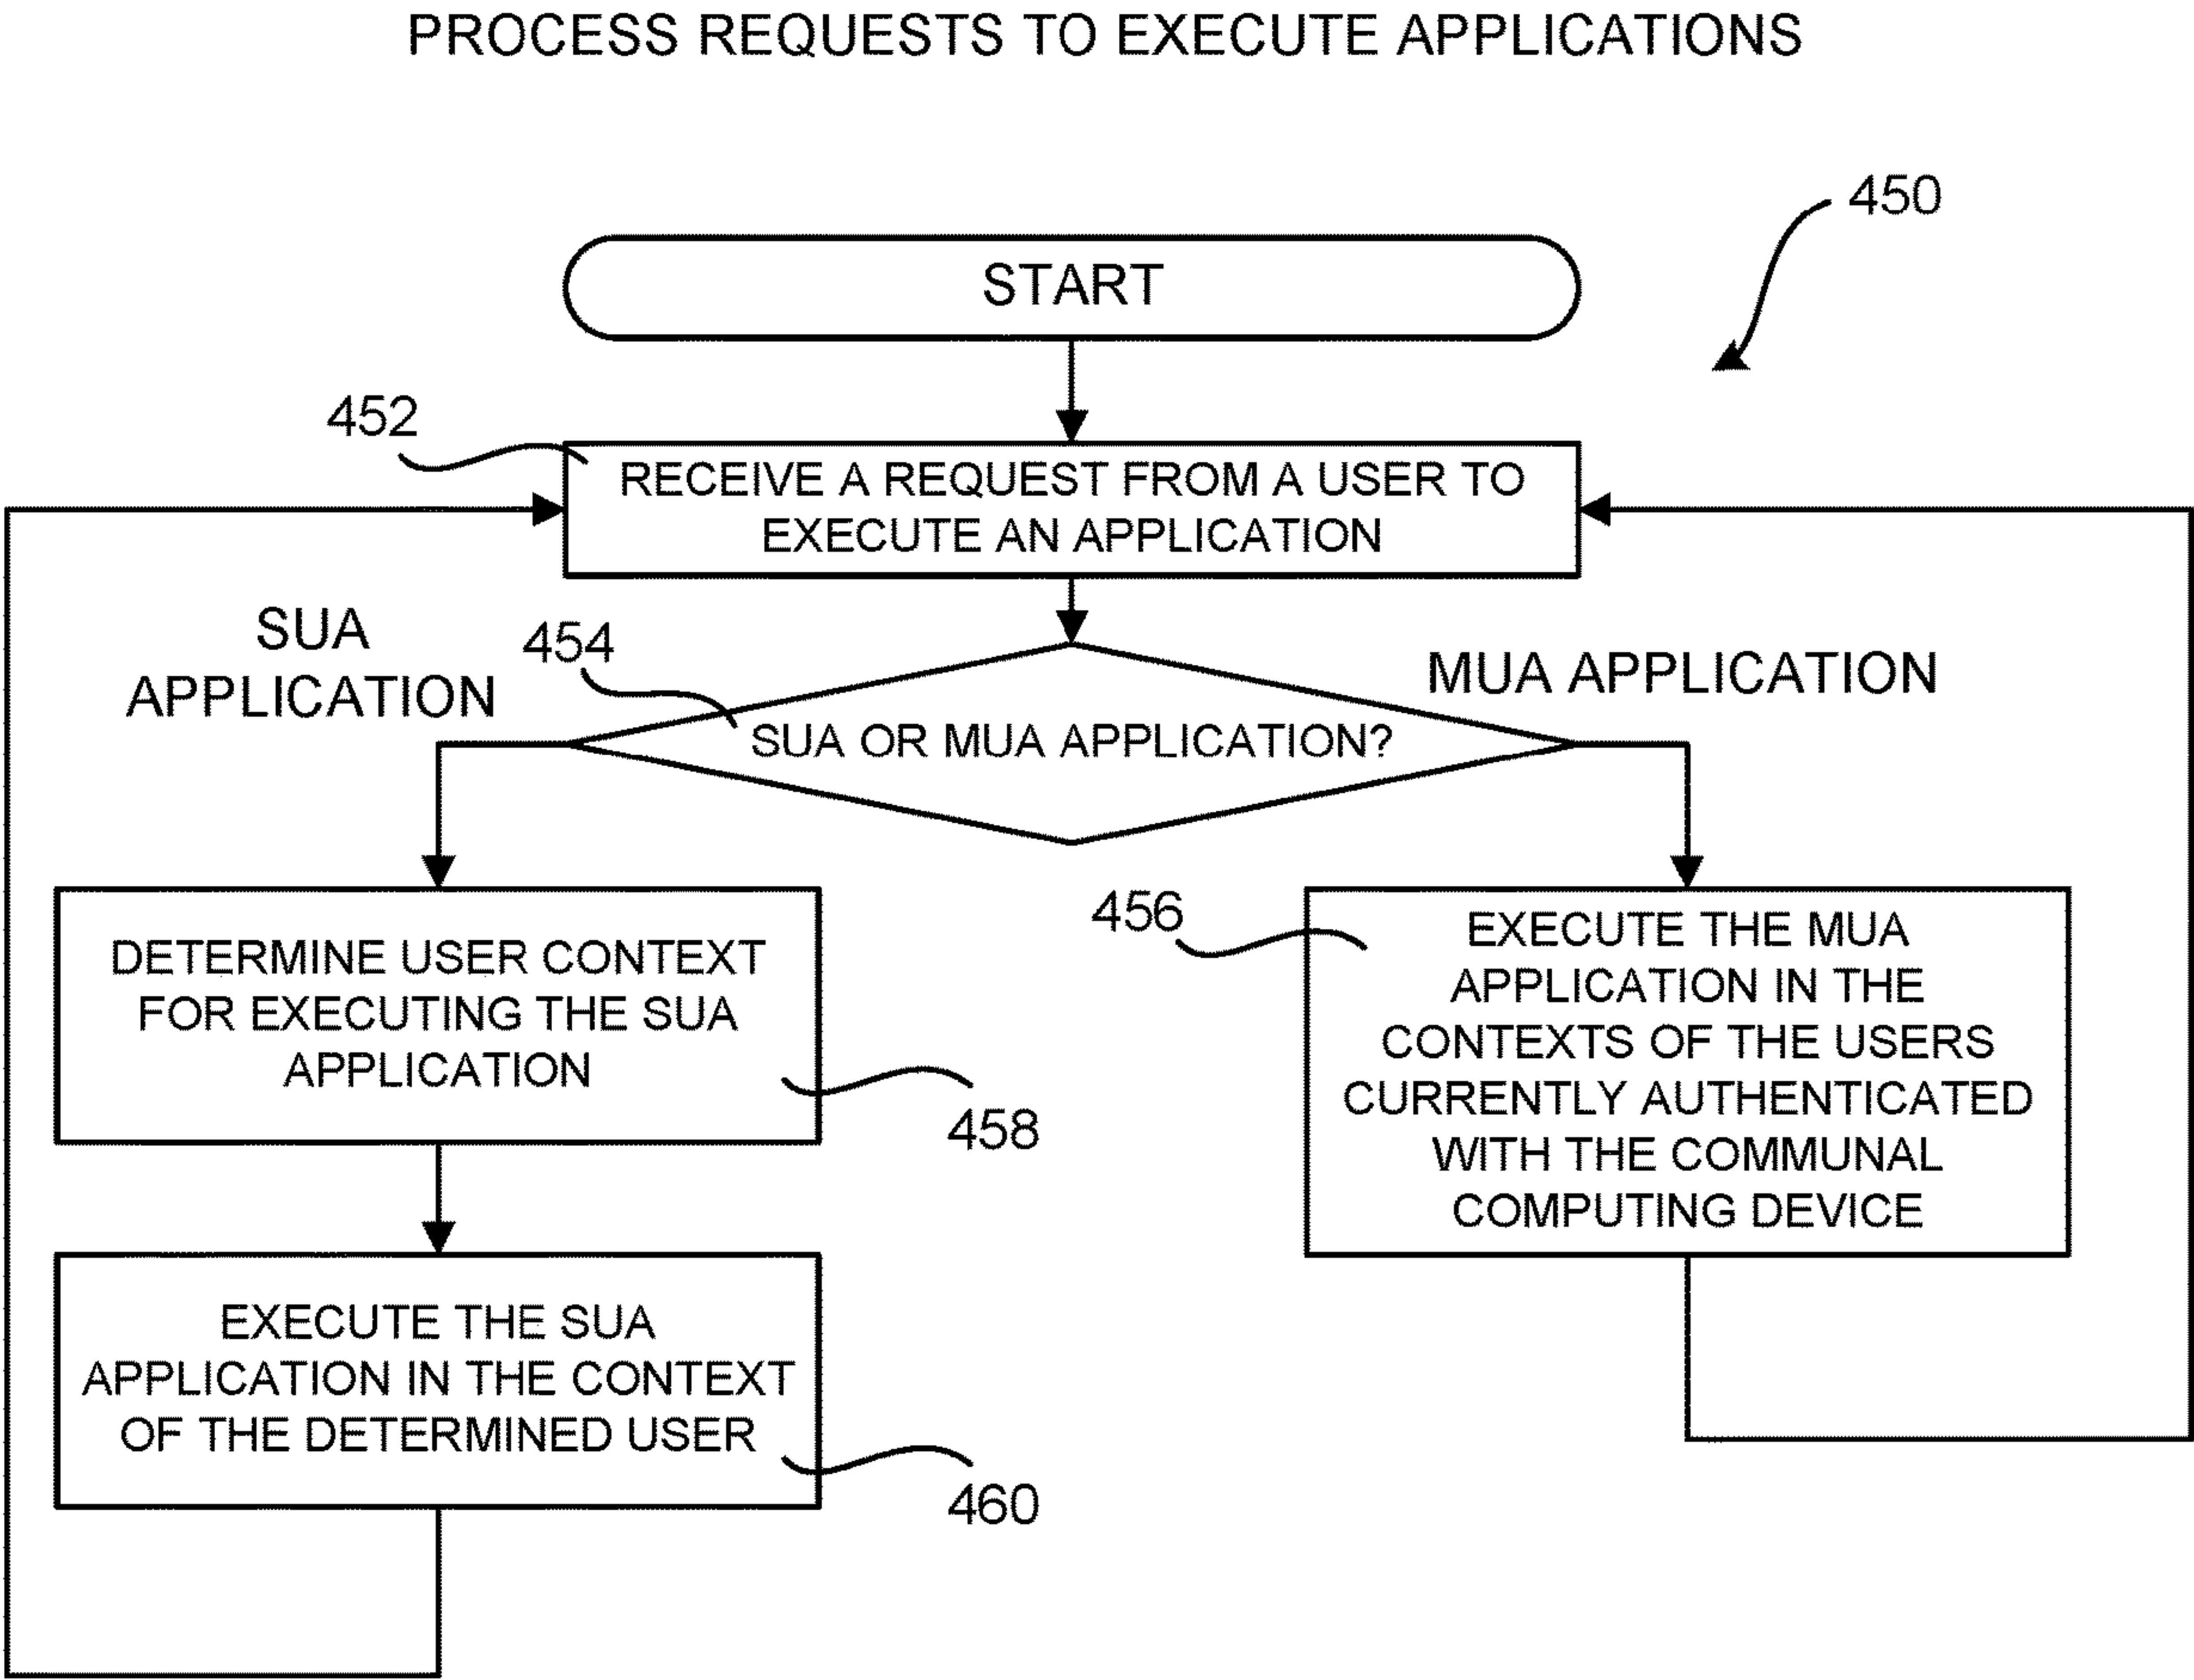 PROCESS REQUESTS TO EXECUTE APPLICATIONS
450
START
452
RECEIVE A REQUEST FROM A USER TO
EXECUTE AN APPLICATION
SUA
APPLICATION
454
MUA APPLICATION
SUA OR MUA APPLICATION?
DETERMINE USER CONTEXT
FOR EXECUTING THE SUA
APPLICATION
458
456
EXECUTE THE MUA
APPLICATION IN THE
CONTEXTS OF THE USERS
CURRENTLY AUTHENTICATED
WITH THE COMMUNAL
COMPUTING DEVICE
EXECUTE THE SUA
APPLICATION IN THE CONTEXT
OF THE DETERMINED USER
460